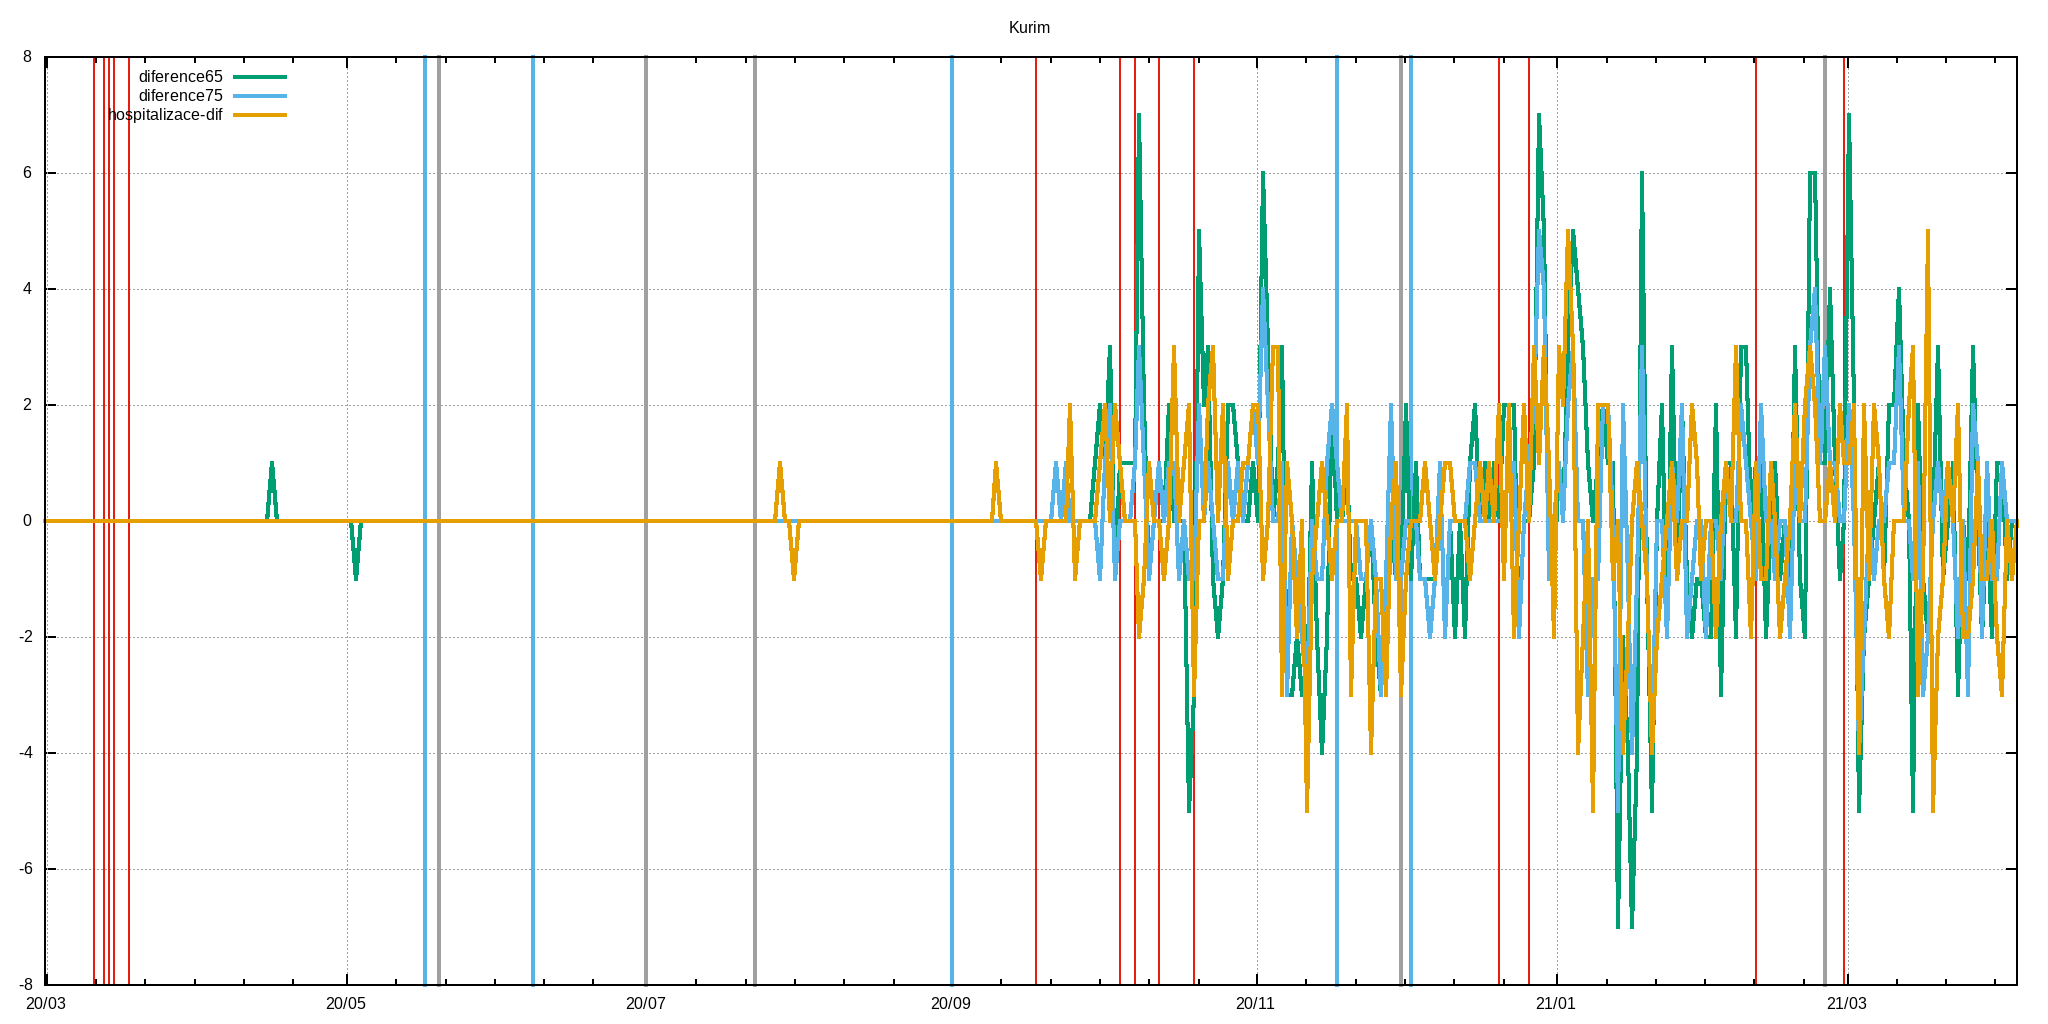 Kurim
8
diference65
diference75
hospitalizace-dif
6
4
2
0
-2
-4
-6
-8
20/03 20/05 20/07 20/09 20/11 21/01 21/03